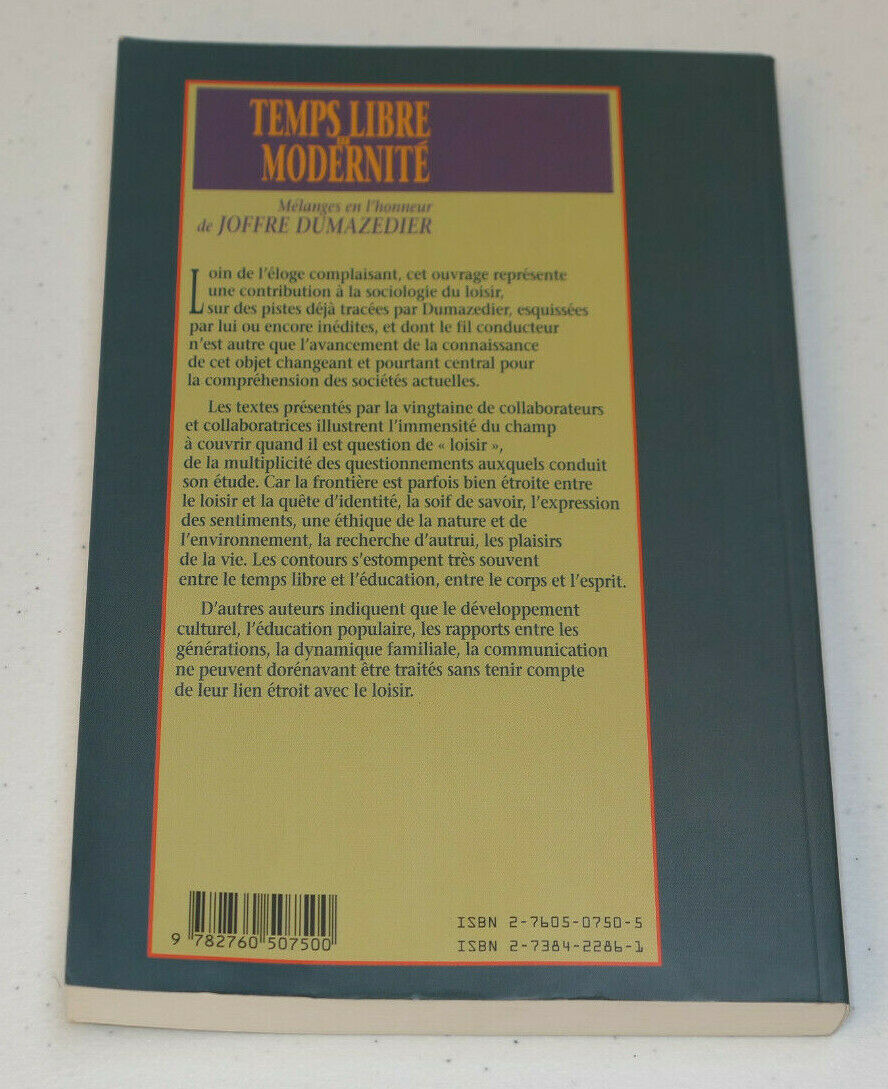 TEMPS LIBRE
ET
MODERNITÉ
Mélanges en l'honneur
de JOFFRE DUMAZEDIER
Loin de l'éloge complaisant, cet ouvrage représente
une contribution à la sociologie du loisir,
sur des pistes déjà tracées par Dumazedier, esquissées
par lui ou encore inédites, et dont le fil conducteur
n'est autre que l'avancement de la connaissance
de cet objet changeant et pourtant central pour
la compréhension des sociétés actuelles.
Les textes présentés par la vingtaine de collaborateurs
et collaboratrices illustrent l'immensité du champ
à couvrir quand il est question de « loisir »,
de la multiplicité des questionnements auxquels conduit
son étude. Car la frontière est parfois bien étroite entre
le loisir et la quête d'identité, la soif de savoir, l'expression
des sentiments, une éthique de la nature et de
l'environnement, la recherche d'autrui, les plaisirs
de la vie. Les contours s'estompent très souvent
entre le temps libre et l'éducation, entre le corps et l'esprit.
D'autres auteurs indiquent que le développement
culturel, l'éducation populaire, les rapports entre les
générations, la dynamique familiale, la communication
ne peuvent dorénavant être traités sans tenir compte
de leur lien étroit avec le loisir.
9 782760 507500
ISBN 2-7605-0750-5
ISBN 2-7384-2286-1